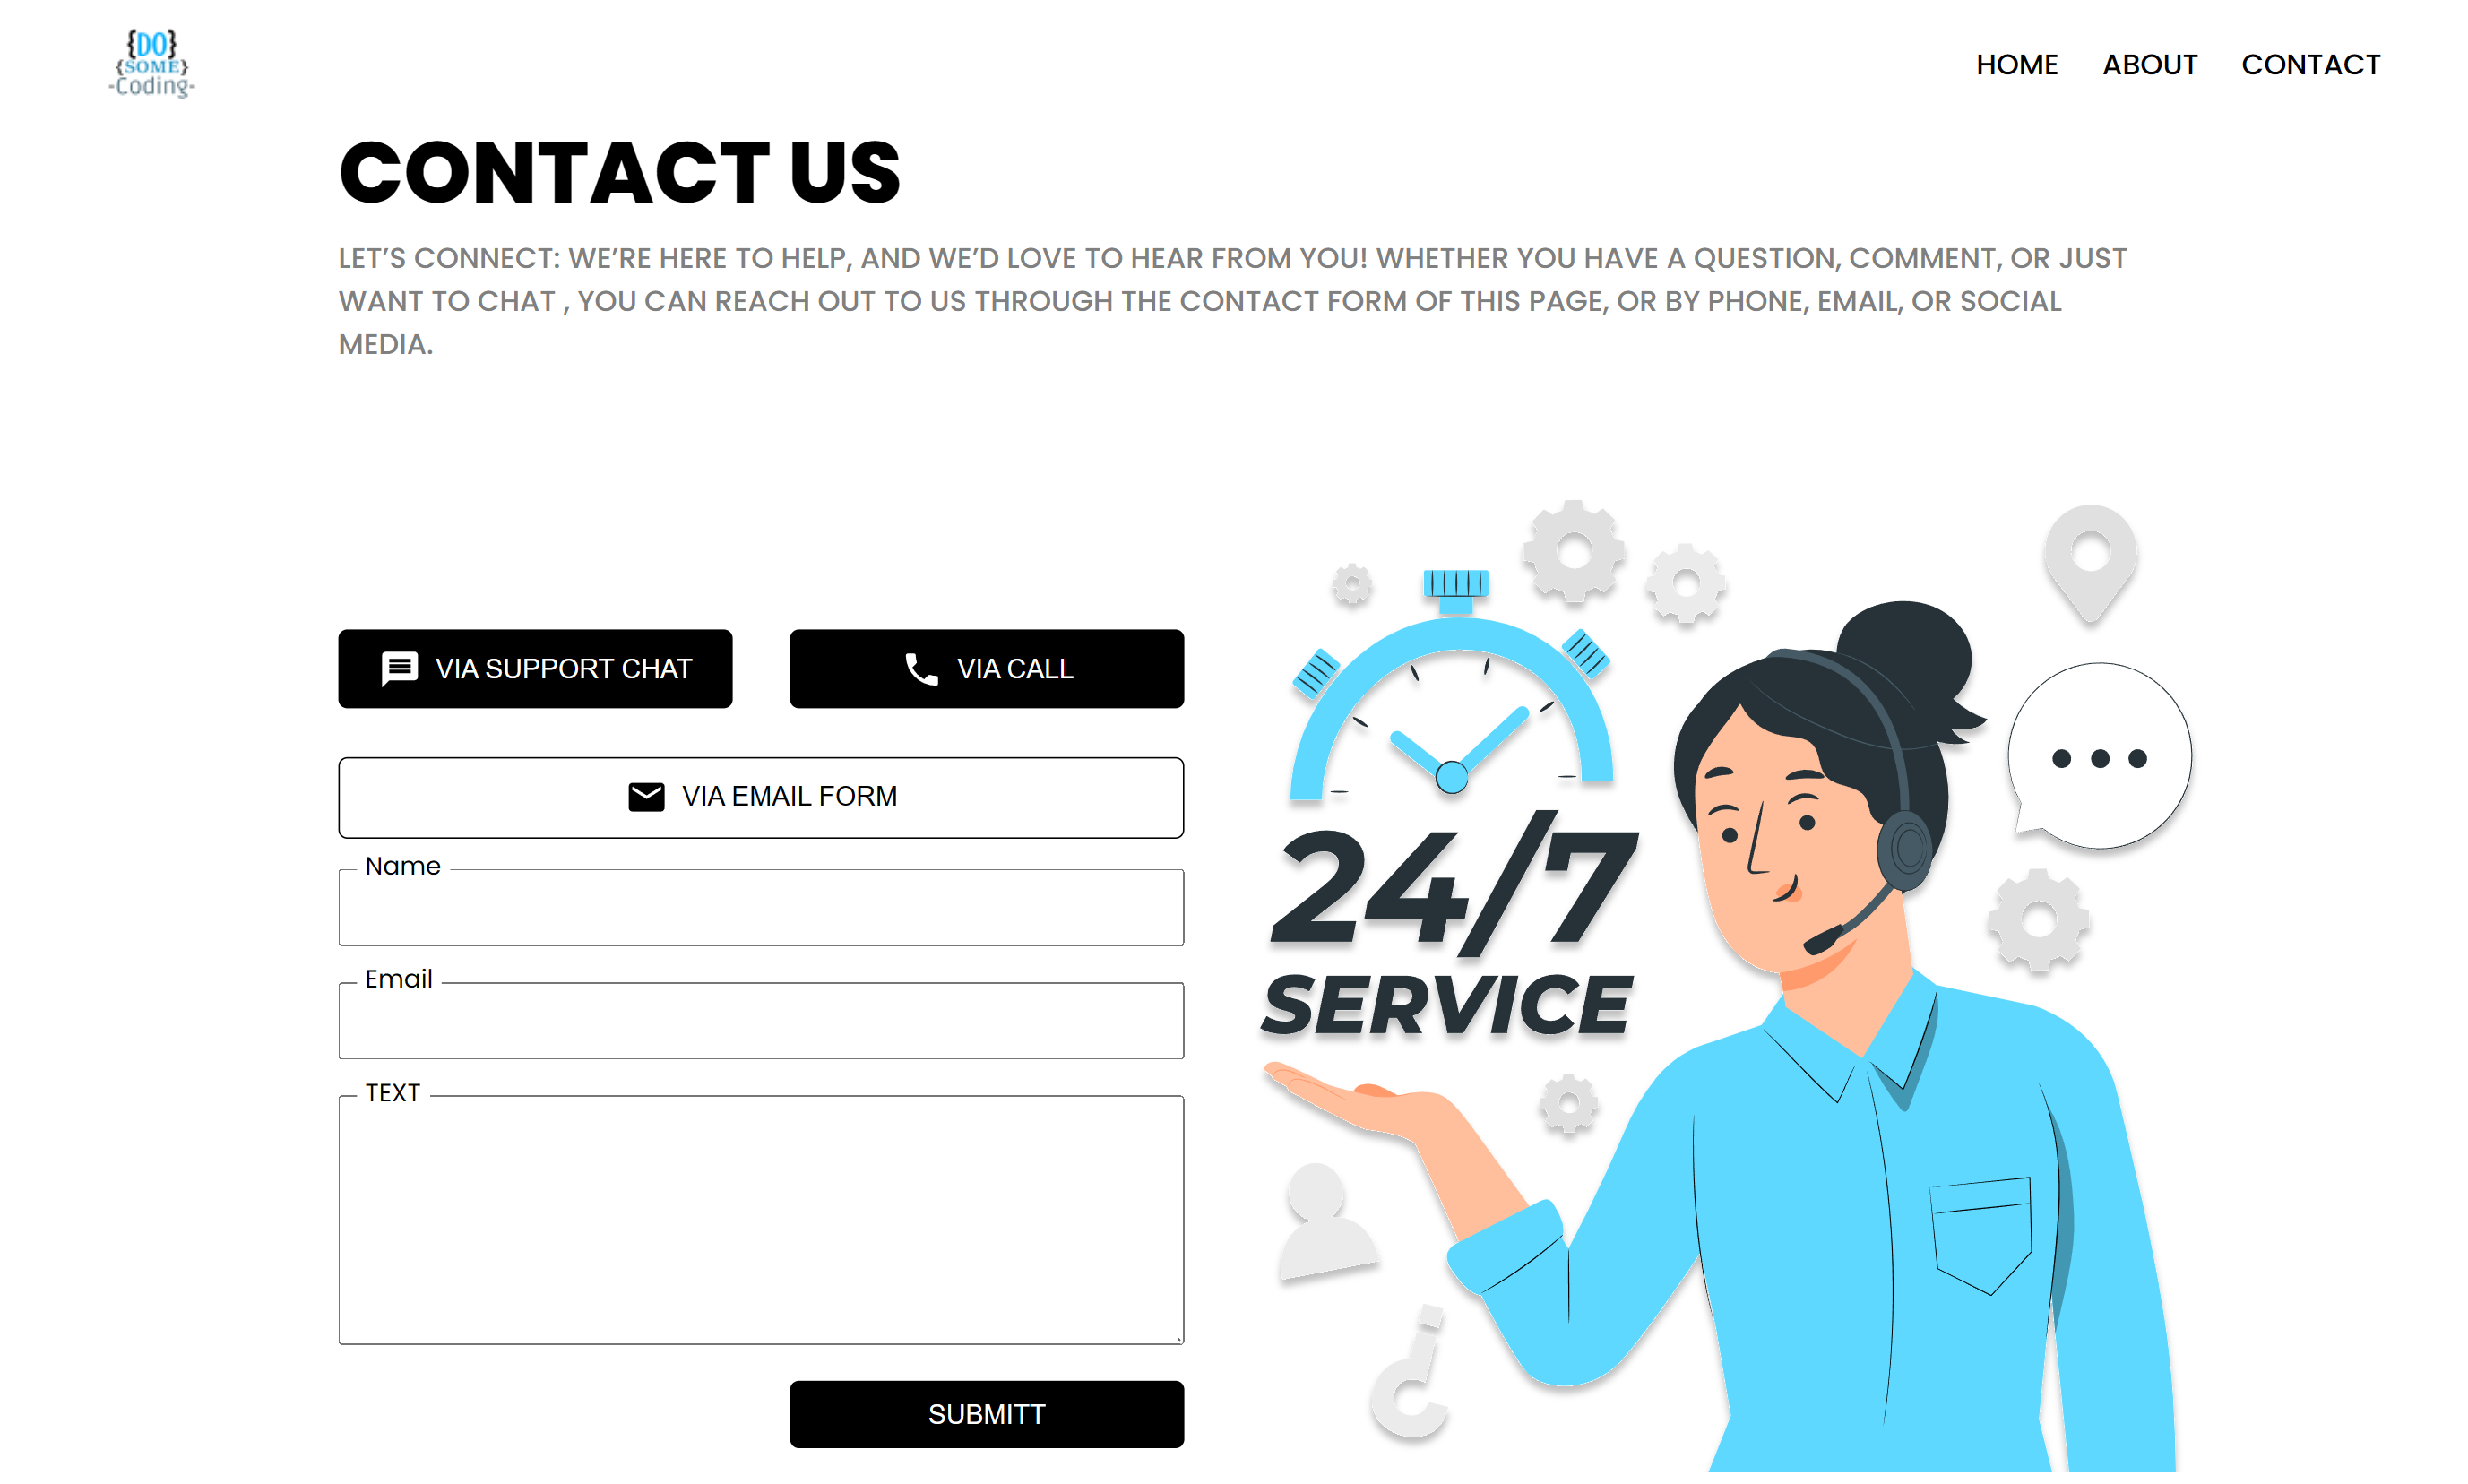 {DO}
{SOME}
-Coding-
HOME ABOUT CONTACT
CONTACT US
LET’S CONNECT: WE’RE HERE TO HELP, AND WE’D LOVE TO HEAR FROM YOU! WHETHER YOU HAVE A QUESTION, COMMENT, OR JUST
WANT TO CHAT , YOU CAN REACH OUT TO US THROUGH THE CONTACT FORM OF THIS PAGE, OR BY PHONE, EMAIL, OR SOCIAL
MEDIA.
VIA SUPPORT CHAT
VIA CALL
VIA EMAIL FORM
Name
Email
TEXT
SUBMITT
24/7
SERVICE